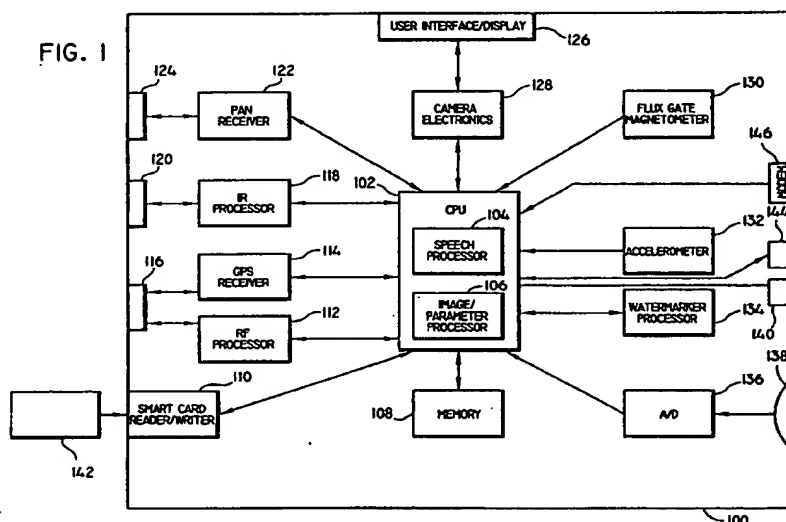 FIG. 1
USER INTERFACE/DISPLAY
126
124
122
PAN
RECEIVER
128
CAMERA
ELECTRONICS
130
FLUX GATE
MAGNETOMETER
146
MODEM
120
118
IR
PROCESSOR
102
CPU
104
SPEECH
PROCESSOR
132
ACCELEROMETER
144
116
114
GPS
RECEIVER
106
IMAGE/
PARAMETER
PROCESSOR
140
WATERMARKER
PROCESSOR
134
112
RF
PROCESSOR
110
SMART CARD
READER/WRITER
142
108
MEMORY
136
A/D
138
100